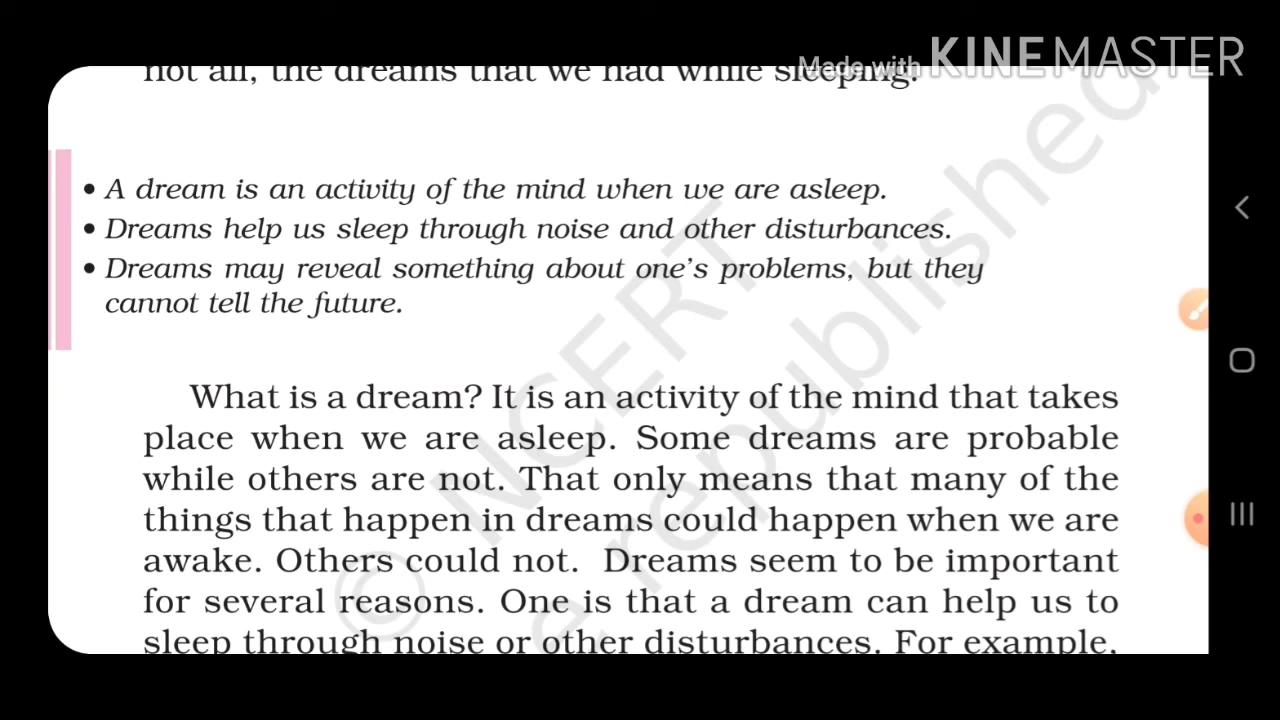 Made with KINEMASTER
not all, the dreams that we had while sleeping.
• A dream is an activity of the mind when we are asleep.
• Dreams help us sleep through noise and other disturbances.
• Dreams may reveal something about one's problems, but they
cannot tell the future.
What is a dream? It is an activity of the mind that takes
place when we are asleep. Some dreams are probable
while others are not. That only means that many of the
things that happen in dreams could happen when we are
awake. Others could not. Dreams seem to be important
for several reasons. One is that a dream can help us to
sleep through noise or other disturbances. For example,
© NCERT
republished